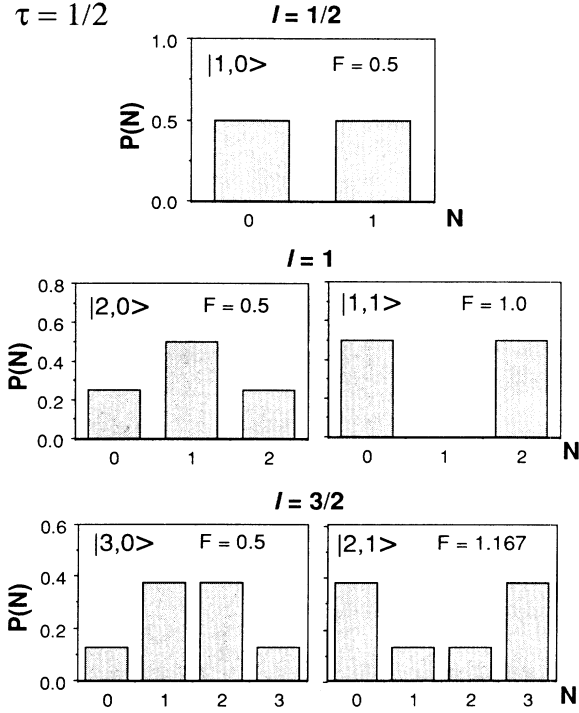 τ = 1/2
l = 1/2
|1,0> F = 0.5
P(N)
1.0
0.5
0.0
0 1 N
l = 1
|2,0> F = 0.5
|1,1> F = 1.0
P(N)
0.8
0.6
0.4
0.2
0.0
0 1 2
0 1 2 N
l = 3/2
|3,0> F = 0.5
|2,1> F = 1.167
P(N)
0.6
0.4
0.2
0.0
0 1 2 3
0 1 2 3 N